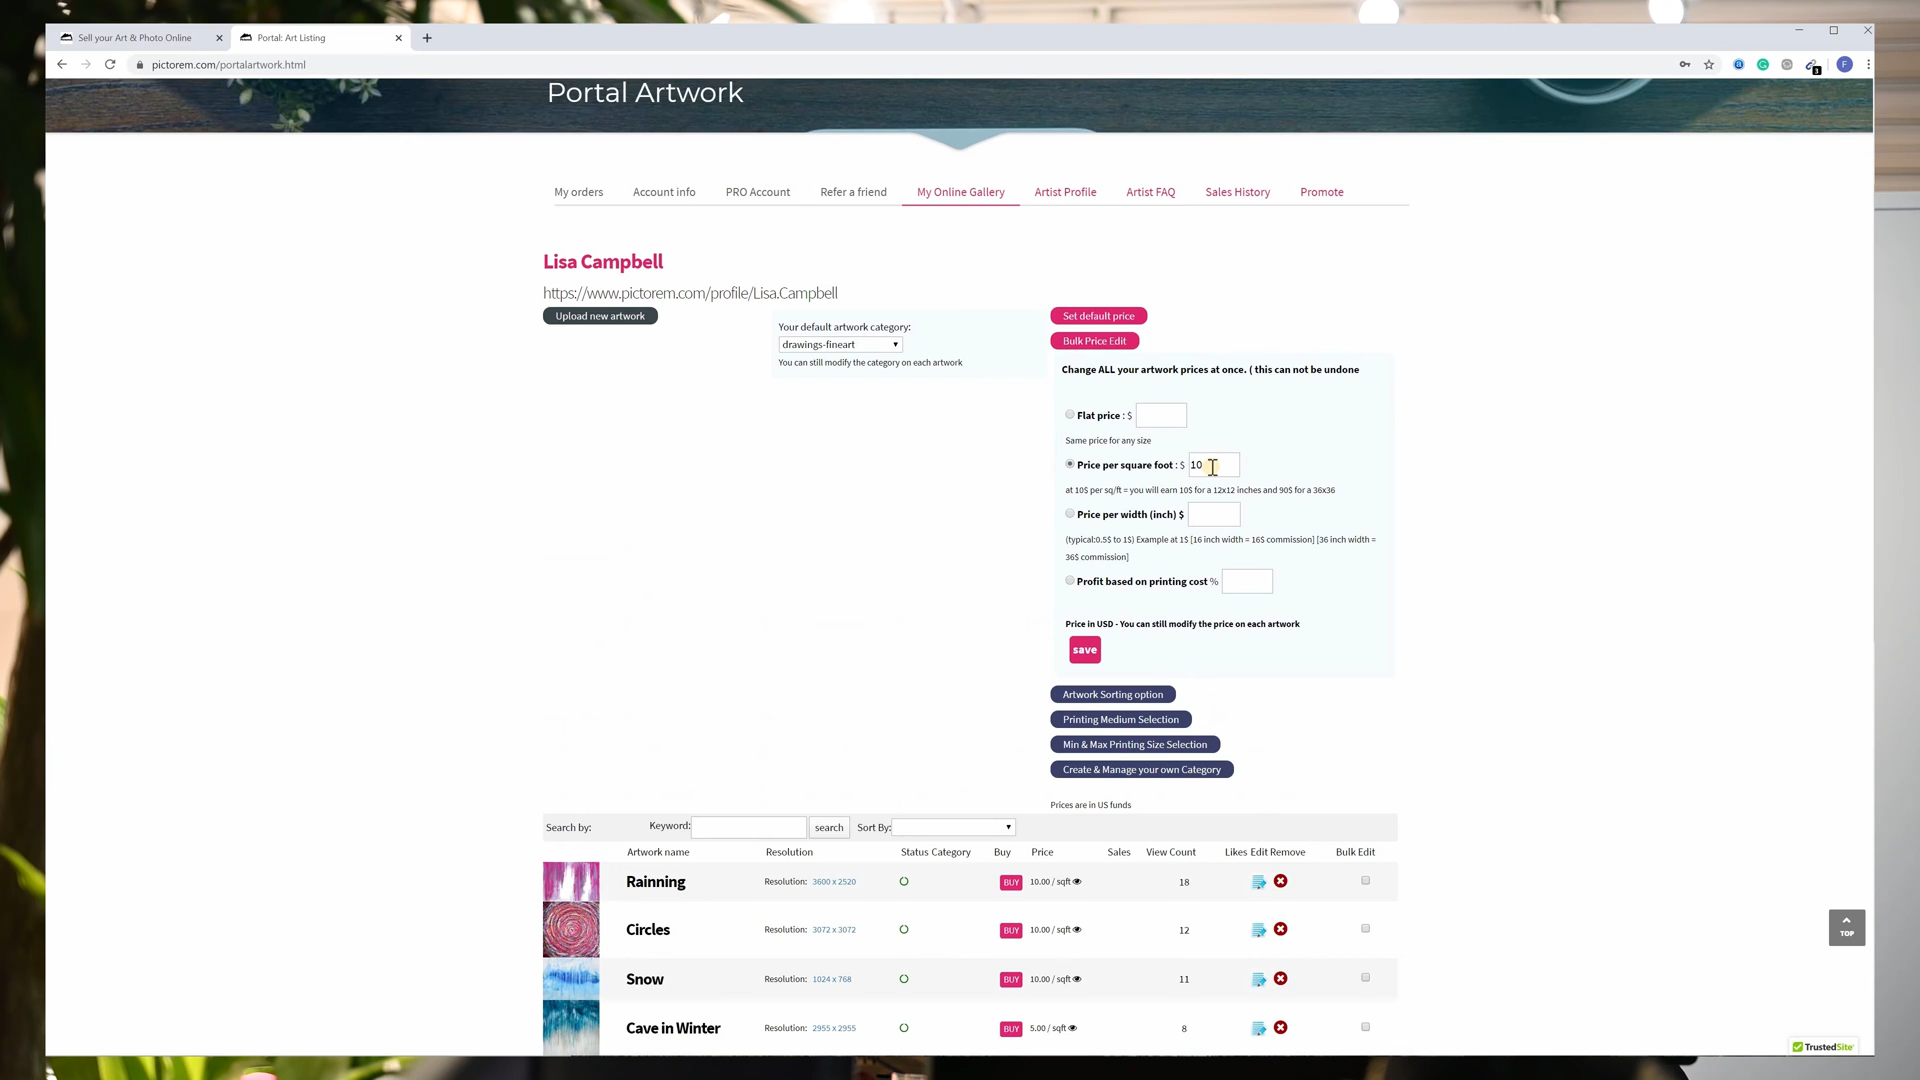 Sell your Art & Photo Online
Portal: Art Listing
pictorem.com/portalartwork.html
F
3
Portal Artwork
My orders
Account info
PRO Account
Refer a friend
My Online Gallery
Artist Profile
Artist FAQ
Sales History
Promote
Lisa Campbell
https://www.pictorem.com/profile/Lisa.Campbell
Upload new artwork
Your default artwork category:
drawings-fineart
You can still modify the category on each artwork
Set default price
Bulk Price Edit
Change ALL your artwork prices at once. ( this can not be undone
Flat price : $
Same price for any size
Price per square foot : $ 10
at 10$ per sq/ft = you will earn 10$ for a 12x12 inches and 90$ for a 36x36
Price per width (inch) $
(typical:0.5$ to 1$) Example at 1$ [16 inch width = 16$ commission] [36 inch width =
36$ commission]
Profit based on printing cost %
Price in USD - You can still modify the price on each artwork
save
Artwork Sorting option
Printing Medium Selection
Min & Max Printing Size Selection
Create & Manage your own Category
Prices are in US funds
Search by: Keyword: search Sort By:
Artwork name Resolution Status Category Buy Price Sales View Count Likes Edit Remove Bulk Edit
Rainning Resolution: 3600 x 2520 BUY 10.00 / sqft 18
Circles Resolution: 3072 x 3072 BUY 10.00 / sqft 12
Snow Resolution: 1024 x 768 BUY 10.00 / sqft 11
Cave in Winter Resolution: 2955 x 2955 BUY 5.00 / sqft 8
TOP
TrustedSite